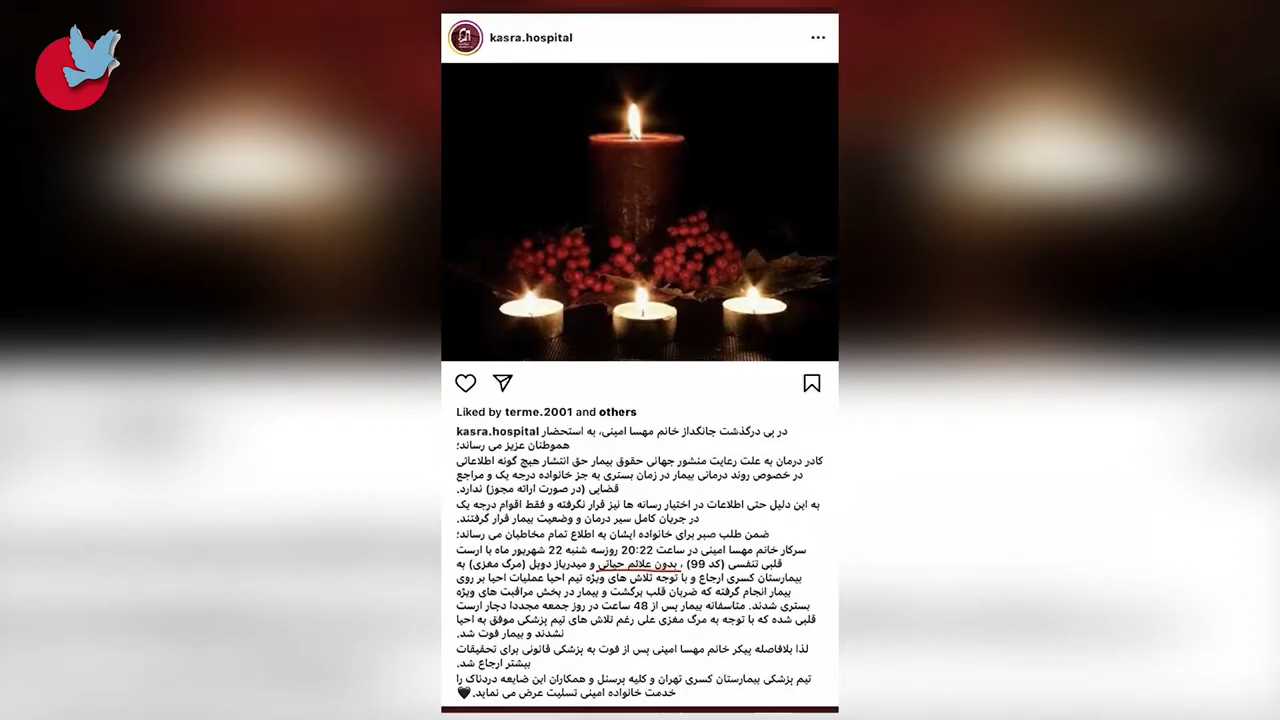 kasra.hospital
Liked by terme.2001 and others
kasra.hospital در پی درگذشت جانگداز خانم مهسا امینی، به استحضار
هموطنان عزیز می رساند؛
کادر درمان به علت رعایت منشور جهانی حقوق بیمار حق انتشار هیچ گونه اطلاعاتی
در خصوص روند درمانی بیمار در زمان بستری به جز خانواده درجه یک و مراجع
قضایی (در صورت ارائه مجوز) ندارد.
به این دلیل حتی اطلاعات در اختیار رسانه ها نیز قرار نگرفته و فقط اقوام درجه یک
در جریان کامل سیر درمان و وضعیت بیمار قرار گرفتند.
ضمن طلب صبر برای خانواده ایشان به اطلاع تمام مخاطبان می رساند؛
سرکار خانم مهسا امینی در ساعت 20:22 روزسه شنبه 22 شهریور ماه با ارست
قلبی تنفسی (کد 99) ، بدون علائم حیاتی و میدریاز دوبل (مرگ مغزی) به
بیمارستان کسری ارجاع و با توجه تلاش های ویژه تیم احیا عملیات احیا بر روی
بیمار انجام گرفته که ضربان قلب برگشت و بیمار در بخش مراقبت های ویژه
بستری شدند. متاسفانه بیمار پس از 48 ساعت در روز جمعه مجددا دچار ارست
قلبی شده که با توجه به مرگ مغزی علی رغم تلاش های تیم پزشکی موفق به احیا
نشدند و بیمار فوت شد.
لذا بلافاصله پیکر خانم مهسا امینی پس از فوت به پزشکی قانونی برای تحقیقات
بیشتر ارجاع شد.
تیم پزشکی بیمارستان کسری تهران و کلیه پرسنل و همکاران این ضایعه دردناک را
خدمت خانواده امینی تسلیت عرض می نماید.🖤